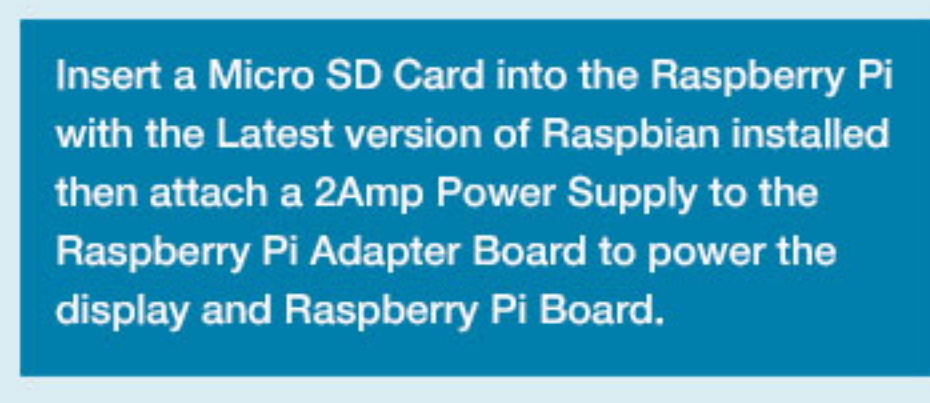 Insert a Micro SD Card into the Raspberry Pi
with the Latest version of Raspbian installed
then attach a 2Amp Power Supply to the
Raspberry Pi Adapter Board to power the
display and Raspberry Pi Board.